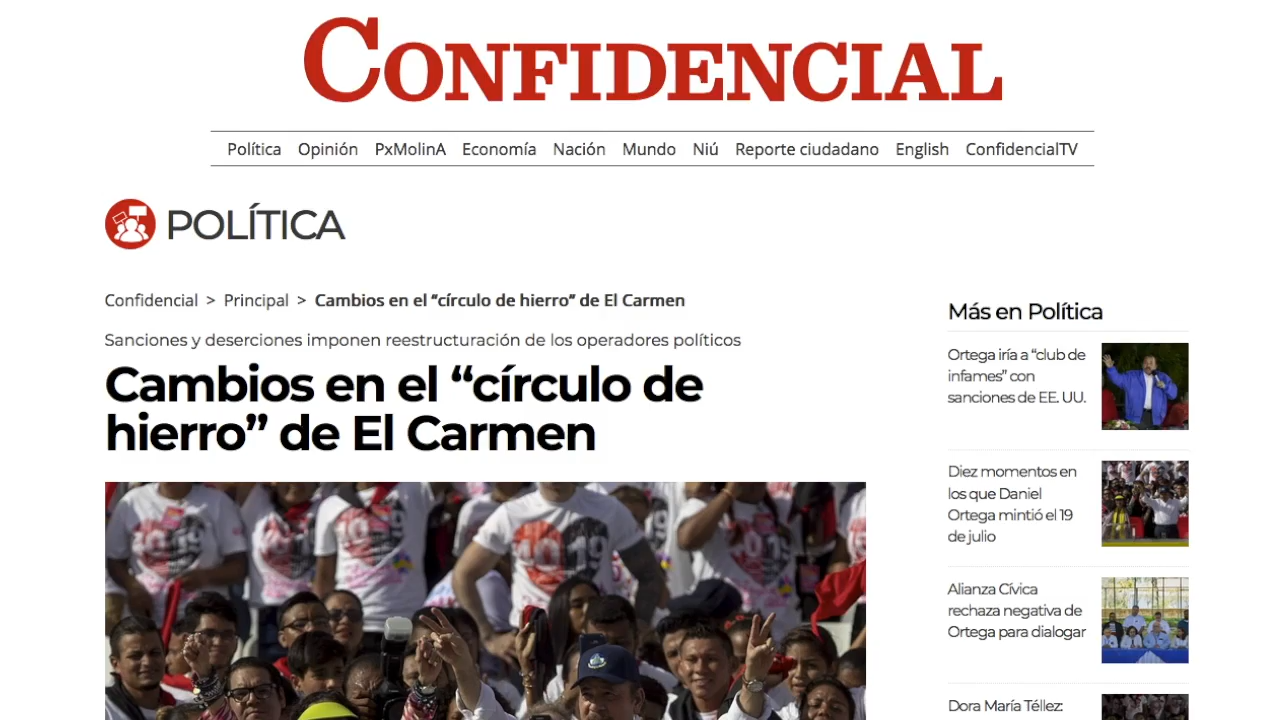 CONFIDENCIAL
Política Opinión PxMolinA Economía Nación Mundo Niú Reporte ciudadano English ConfidencialTV
POLÍTICA
Confidencial > Principal > Cambios en el “círculo de hierro” de El Carmen
Sanciones y deserciones imponen reestructuración de los operadores políticos
Cambios en el “círculo de
hierro” de El Carmen
Más en Política
Ortega iría a “club de
infames” con
sanciones de EE. UU.
Diez momentos en
los que Daniel
Ortega mintió el 19
de julio
Alianza Cívica
rechaza negativa de
Ortega para dialogar
Dora María Téllez: